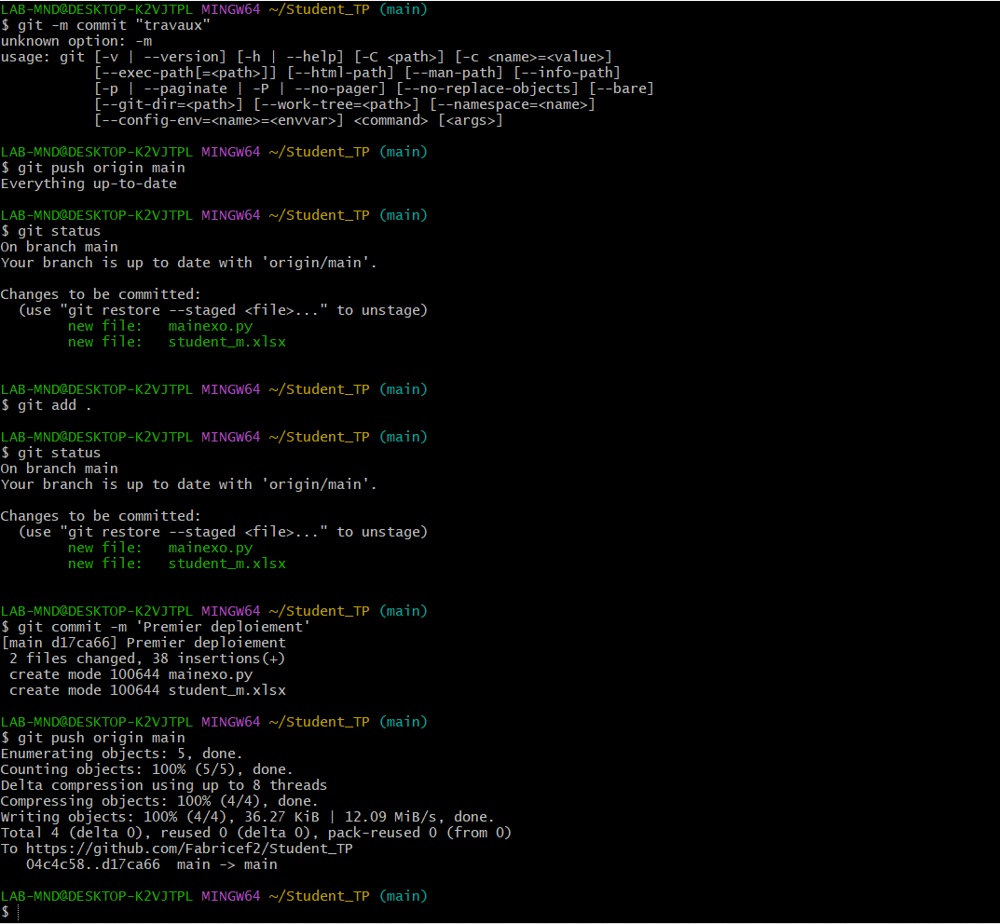 LAB-MND@DESKTOP-K2VJTPL MINGW64 ~/Student_TP (main)
$ git -m commit "travaux"
unknown option: -m
usage: git [-v | --version] [-h | --help] [-C <path>] [-c <name>=<value>]
           [--exec-path[=<path>]] [--html-path] [--man-path] [--info-path]
           [-p | --paginate | -P | --no-pager] [--no-replace-objects] [--bare]
           [--git-dir=<path>] [--work-tree=<path>] [--namespace=<name>]
           [--config-env=<name>=<envvar>] <command> [<args>]

LAB-MND@DESKTOP-K2VJTPL MINGW64 ~/Student_TP (main)
$ git push origin main
Everything up-to-date

LAB-MND@DESKTOP-K2VJTPL MINGW64 ~/Student_TP (main)
$ git status
On branch main
Your branch is up to date with 'origin/main'.

Changes to be committed:
  (use "git restore --staged <file>..." to unstage)
        new file:   mainexo.py
        new file:   student_m.xlsx


LAB-MND@DESKTOP-K2VJTPL MINGW64 ~/Student_TP (main)
$ git add .

LAB-MND@DESKTOP-K2VJTPL MINGW64 ~/Student_TP (main)
$ git status
On branch main
Your branch is up to date with 'origin/main'.

Changes to be committed:
  (use "git restore --staged <file>..." to unstage)
        new file:   mainexo.py
        new file:   student_m.xlsx


LAB-MND@DESKTOP-K2VJTPL MINGW64 ~/Student_TP (main)
$ git commit -m 'Premier deploiement'
[main d17ca66] Premier deploiement
 2 files changed, 38 insertions(+)
 create mode 100644 mainexo.py
 create mode 100644 student_m.xlsx

LAB-MND@DESKTOP-K2VJTPL MINGW64 ~/Student_TP (main)
$ git push origin main
Enumerating objects: 5, done.
Counting objects: 100% (5/5), done.
Delta compression using up to 8 threads
Compressing objects: 100% (4/4), done.
Writing objects: 100% (4/4), 36.27 KiB | 12.09 MiB/s, done.
Total 4 (delta 0), reused 0 (delta 0), pack-reused 0 (from 0)
To https://github.com/Fabricef2/Student_TP
   04c4c58..d17ca66  main -> main

LAB-MND@DESKTOP-K2VJTPL MINGW64 ~/Student_TP (main)
$